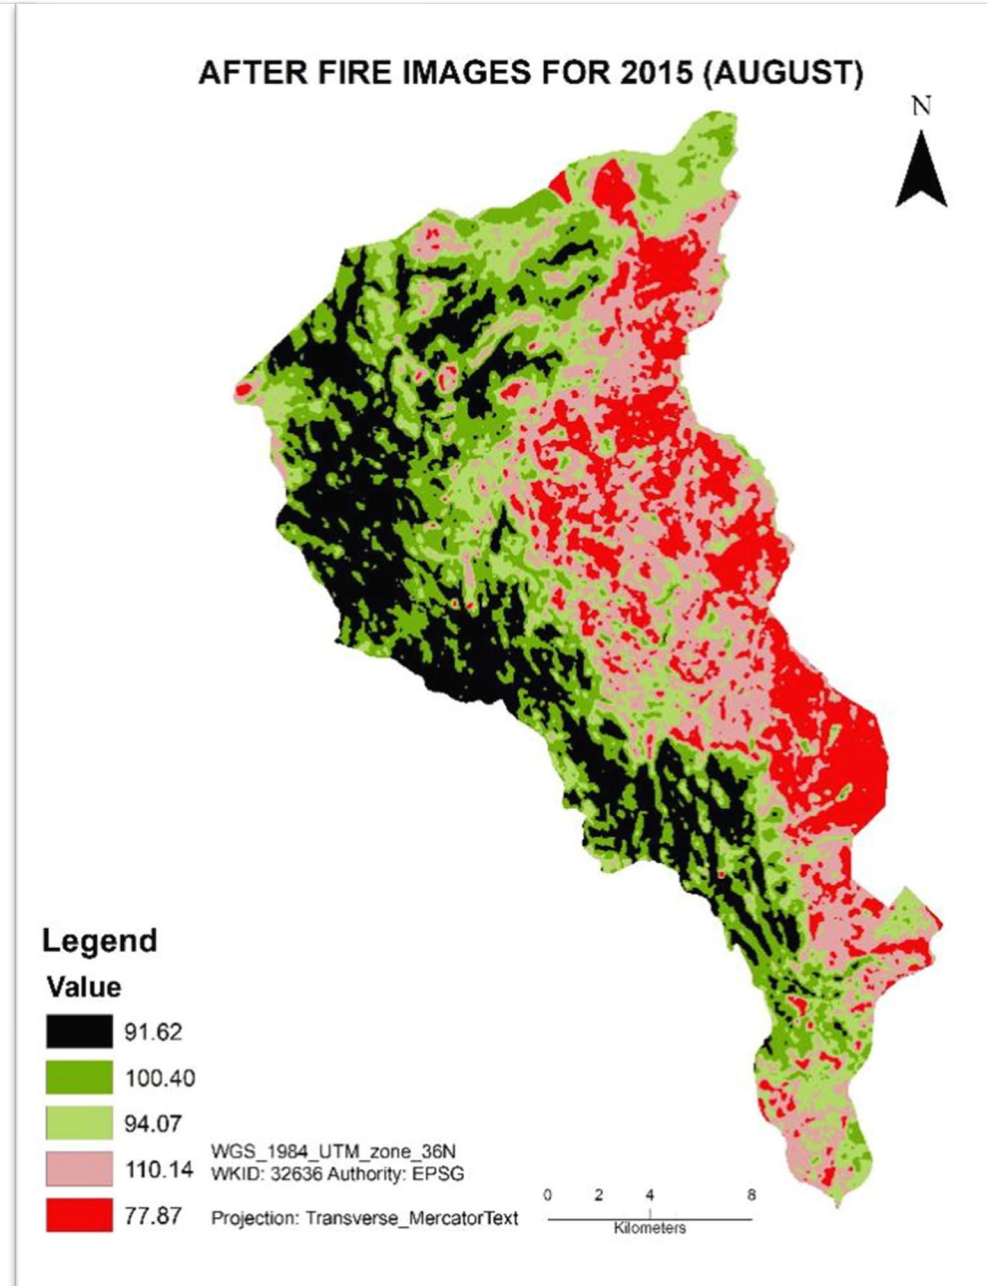 AFTER FIRE IMAGES FOR 2015 (AUGUST)
N
Legend
Value
91.62
100.40
94.07
110.14
77.87
WGS_1984_UTM_zone_36N
WKID: 32636 Authority: EPSG
Projection: Transverse_MercatorText
0 2 4 8
Kilometers